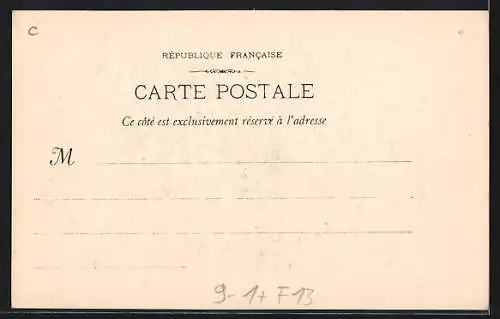 C
RÉPUBLIQUE FRANÇAISE
CARTE POSTALE
Ce côté est exclusivement réservé à l'adresse
M
9-1+ F13